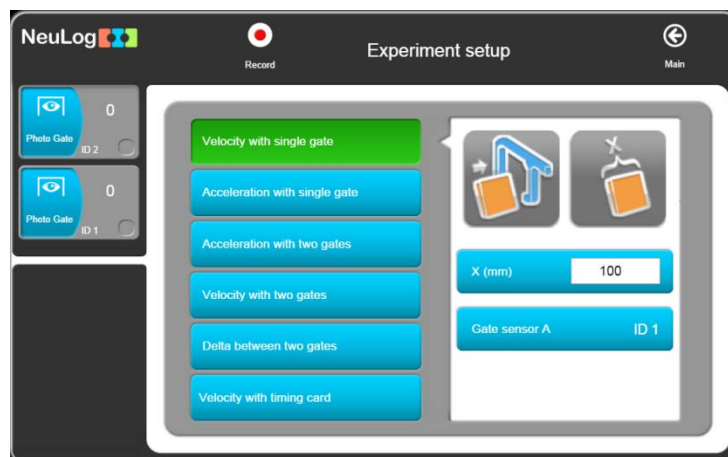 NeuLog
Record
Experiment setup
Main
0
Photo Gate
ID 2
0
Photo Gate
ID 1
Velocity with single gate
Acceleration with single gate
Acceleration with two gates
Velocity with two gates
Delta between two gates
Velocity with timing card
X
X (mm)
100
Gate sensor A
ID 1